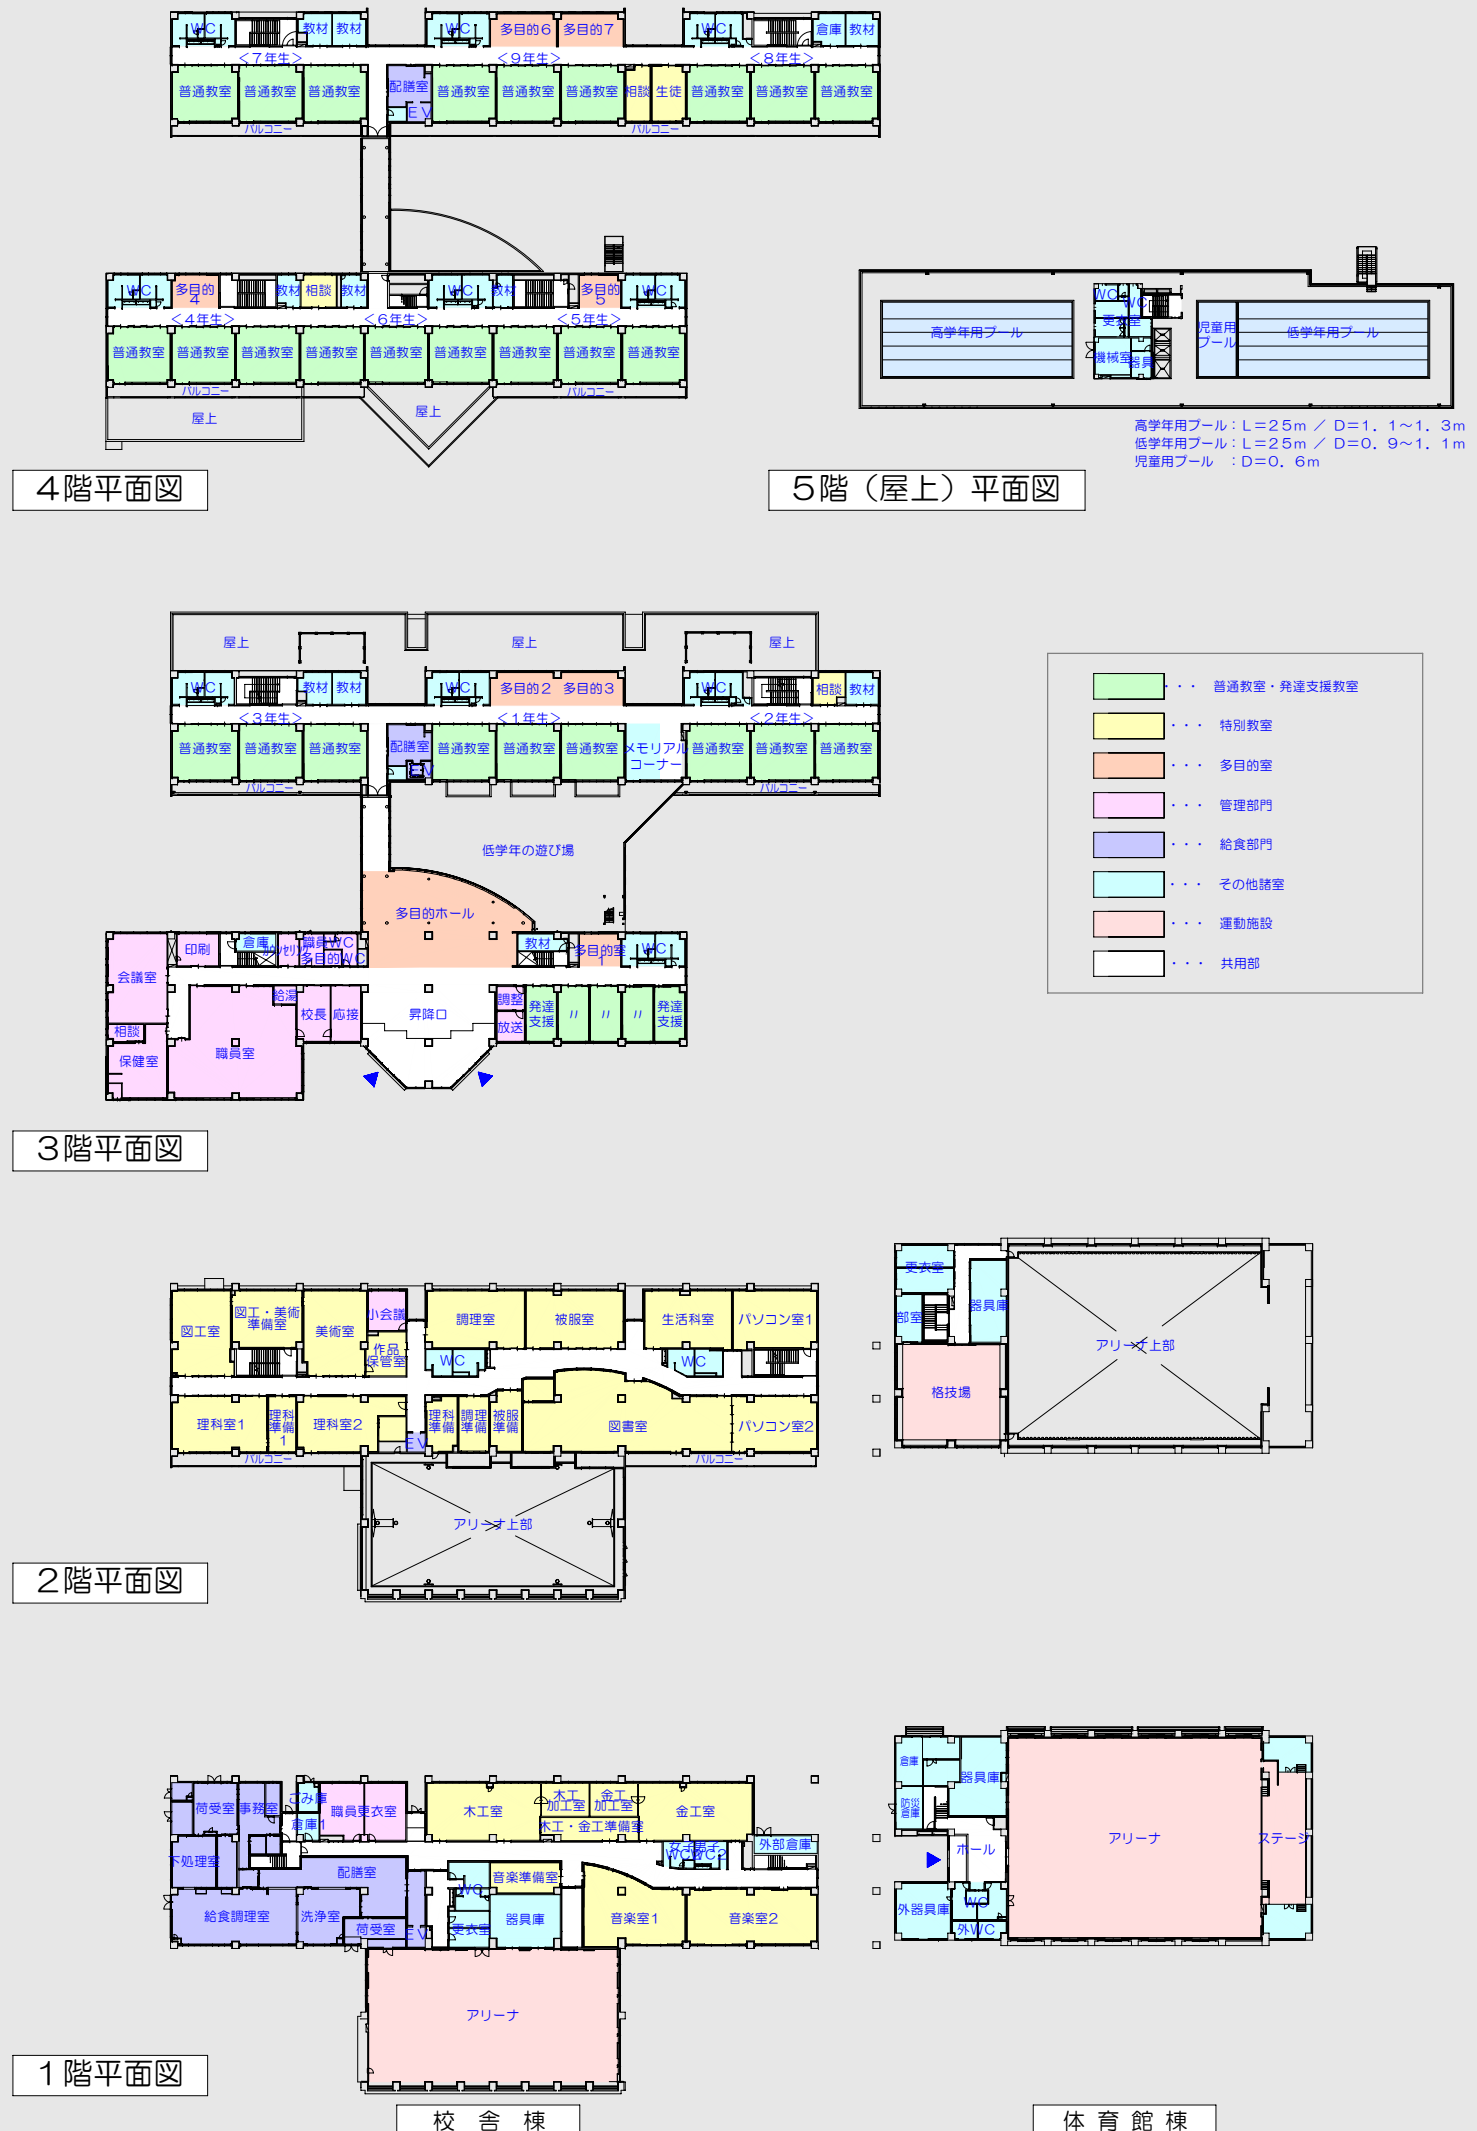 WC
教材
教材
WC
多目的6
多目的7
WC
倉庫
教材
<7年生>
<9年生>
<8年生>
普通教室
普通教室
普通教室
配膳室
EV
普通教室
普通教室
普通教室
相談
生徒
普通教室
普通教室
普通教室
バルコニー
バルコニー
WC
多目的
4
教材
相談
教材
WC
教材
多目的
5
WC
<4年生>
<6年生>
<5年生>
普通教室
普通教室
普通教室
普通教室
普通教室
普通教室
普通教室
普通教室
普通教室
バルコニー
バルコニー
屋上
屋上
4階平面図
高学年用プール
WC
WC
更衣室
機械室
器具
児童用
プール
低学年用プール
高学年用プール:L=25m / D=1.1~1.3m
低学年用プール:L=25m / D=0.9~1.1m
児童用プール :D=0.6m
5階(屋上)平面図
屋上
屋上
屋上
WC
教材
教材
WC
多目的2
多目的3
WC
相談
教材
<3年生>
<1年生>
<2年生>
普通教室
普通教室
普通教室
配膳室
EV
普通教室
普通教室
普通教室
メモリアル
コーナー
普通教室
普通教室
普通教室
バルコニー
バルコニー
低学年の遊び場
多目的ホール
会議室
印刷
倉庫
カウンセリング
職員WC
多目的WC
教材
多目的室
1
WC
給湯
校長
応接
昇降口
調整
放送
発達
支援
〃
〃
〃
発達
支援
相談
保健室
職員室
3階平面図
・・・ 普通教室・発達支援教室
・・・ 特別教室
・・・ 多目的室
・・・ 管理部門
・・・ 給食部門
・・・ その他諸室
・・・ 運動施設
・・・ 共用部
図工室
図工・美術
準備室
美術室
小会議
作品
保管室
調理室
被服室
生活科室
パソコン室1
WC
WC
理科室1
理科
準備
1
理科室2
EV
理科
準備
調理
準備
被服
準備
図書室
パソコン室2
バルコニー
バルコニー
アリーナ上部
更衣室
部室
器具庫
格技場
アリーナ上部
2階平面図
荷受室
事務室
ごみ庫
倉庫1
職員更衣室
木工室
木工
加工室
金工
加工室
木工・金工準備室
金工室
下処理室
配膳室
女子
WC2
男子
WC2
外部倉庫
給食調理室
洗浄室
荷受室
EV
WC
更衣室
音楽準備室
器具庫
音楽室1
音楽室2
アリーナ
倉庫
器具庫
防災
倉庫
ホール
アリーナ
ステージ
外器具庫
WC
外WC
1階平面図
校舎棟
体育館棟